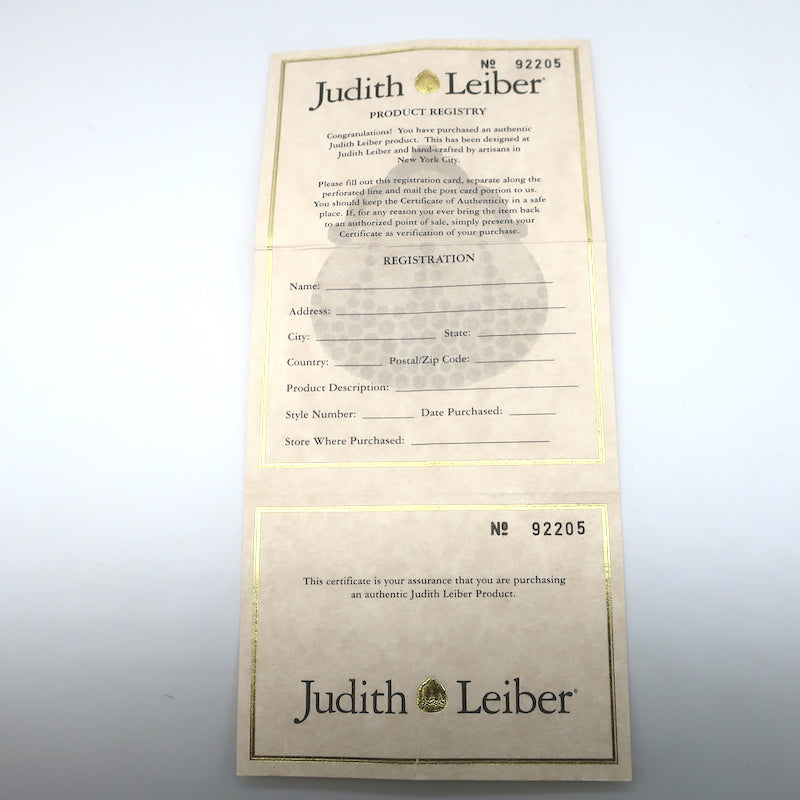 Nº 92205
Judith Leiber®
PRODUCT REGISTRY
Congratulations! You have purchased an authentic
Judith Leiber product. This has been designed at
Judith Leiber and hand-crafted by artisans in
New York City.
Please fill out this registration card, separate along the
perforated line and mail the post card portion to us.
You should keep the Certificate of Authenticity in a safe
place. If, for any reason you ever bring the item back
to an authorized point of sale, simply present your
Certificate as verification of your purchase.
REGISTRATION
Name:
Address:
City: State:
Country: Postal/Zip Code:
Product Description:
Style Number: Date Purchased:
Store Where Purchased:
Nº 92205
This certificate is your assurance that you are purchasing
an authentic Judith Leiber Product.
Judith Leiber®